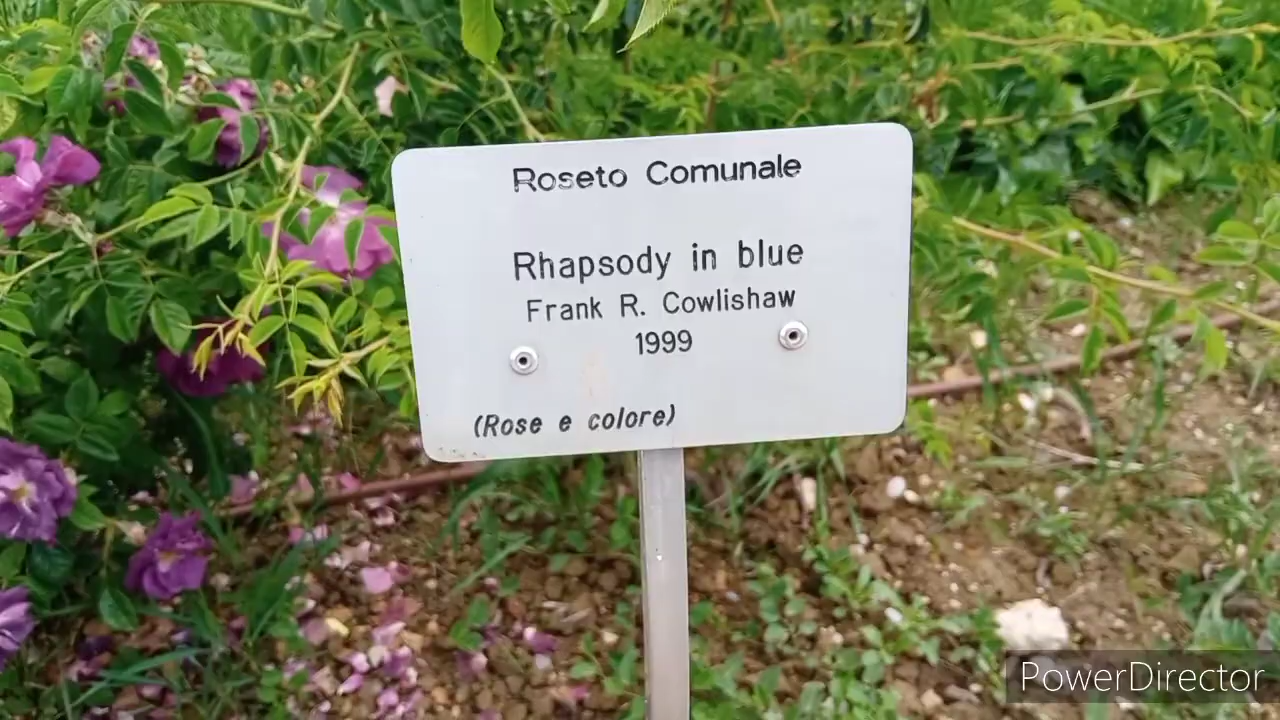 Roseto Comunale
Rhapsody in blue
Frank R. Cowlishaw
1999
(Rose e colore)
PowerDirector